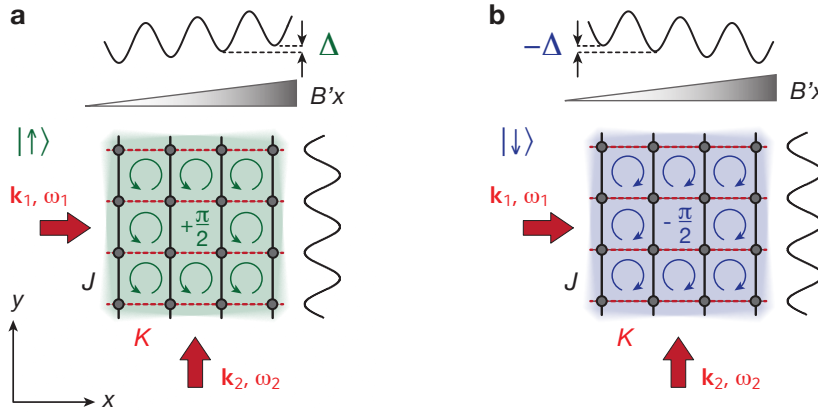 a
Δ
B'x
|↑⟩
k₁, ω₁
+π/2
J
K
y
x
k₂, ω₂
b
−Δ
B'x
|↓⟩
k₁, ω₁
- π/2
J
K
k₂, ω₂